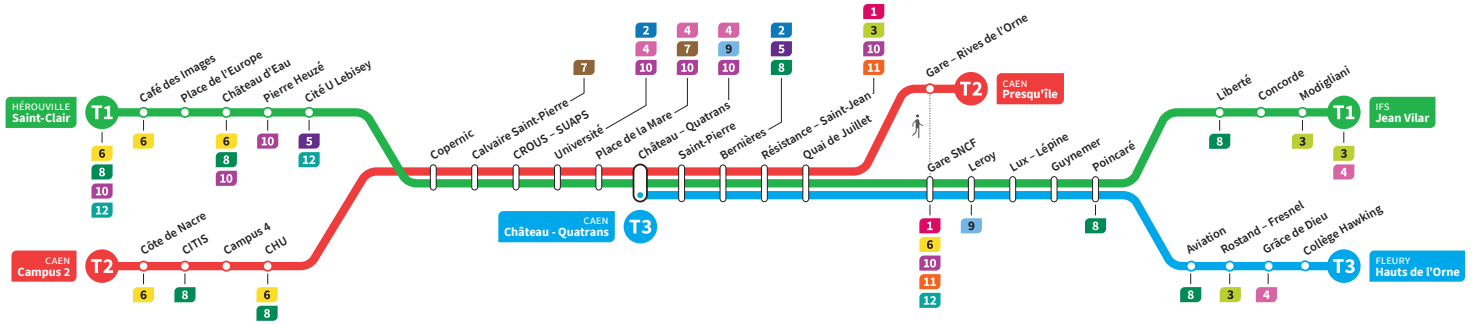 HÉROUVILLE
Saint-Clair
T1
6
8
10
12
Café des Images
6
Place de l'Europe
Château d'Eau
6
8
10
Pierre Heuzé
10
Cité U Lebisey
5
12
CAEN
Campus 2
T2
Côte de Nacre
6
CITIS
8
Campus 4
CHU
6
8
Copernic
Calvaire Saint-Pierre
7
CROUS – SUAPS
Université
2
4
10
Place de la Mare
4
7
10
Château – Quatrans
4
9
10
CAEN
Château - Quatrans
T3
Saint-Pierre
Bernières
2
5
8
Résistance – Saint-Jean
1
3
10
11
Quai de Juillet
Gare – Rives de l'Orne
T2
CAEN
Presqu'île
Gare SNCF
1
6
10
11
12
Leroy
9
Lux – Lépine
Guynemer
Poincaré
8
Liberté
8
Concorde
Modigliani
3
T1
3
4
IFS
Jean Vilar
Aviation
8
Rostand – Fresnel
3
Grâce de Dieu
4
Collège Hawking
T3
FLEURY
Hauts de l'Orne